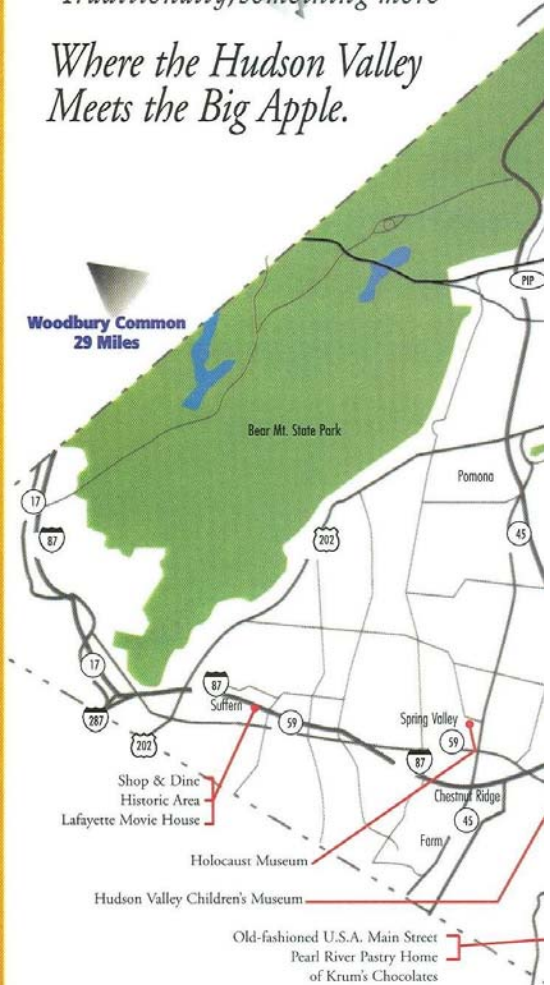 Traditionally, something more
Where the Hudson Valley
Meets the Big Apple.
PIP
Woodbury Common
29 Miles
Bear Mt. State Park
Pomona
17
87
202
45
17
87
Suffern
287
59
202
Spring Valley
59
87
Shop & Dine
Historic Area
Lafayette Movie House
Chestnut Ridge
45
Farm
Holocaust Museum
Hudson Valley Children's Museum
Old-fashioned U.S.A. Main Street
Pearl River Pastry Home
of Krum's Chocolates